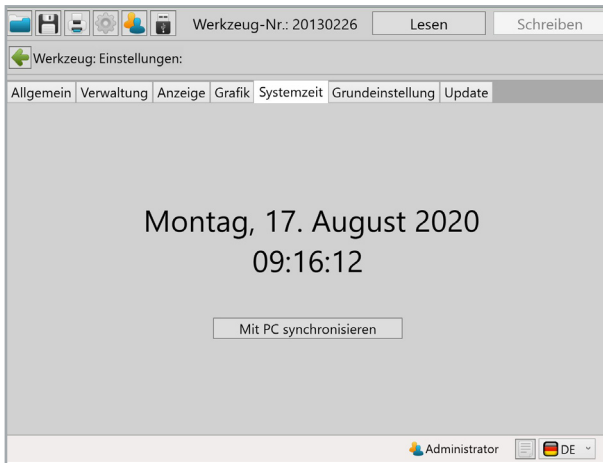 Werkzeug-Nr.: 20130226 Lesen Schreiben
Werkzeug: Einstellungen:
Allgemein Verwaltung Anzeige Grafik Systemzeit Grundeinstellung Update
Montag, 17. August 2020
09:16:12
Mit PC synchronisieren
Administrator DE